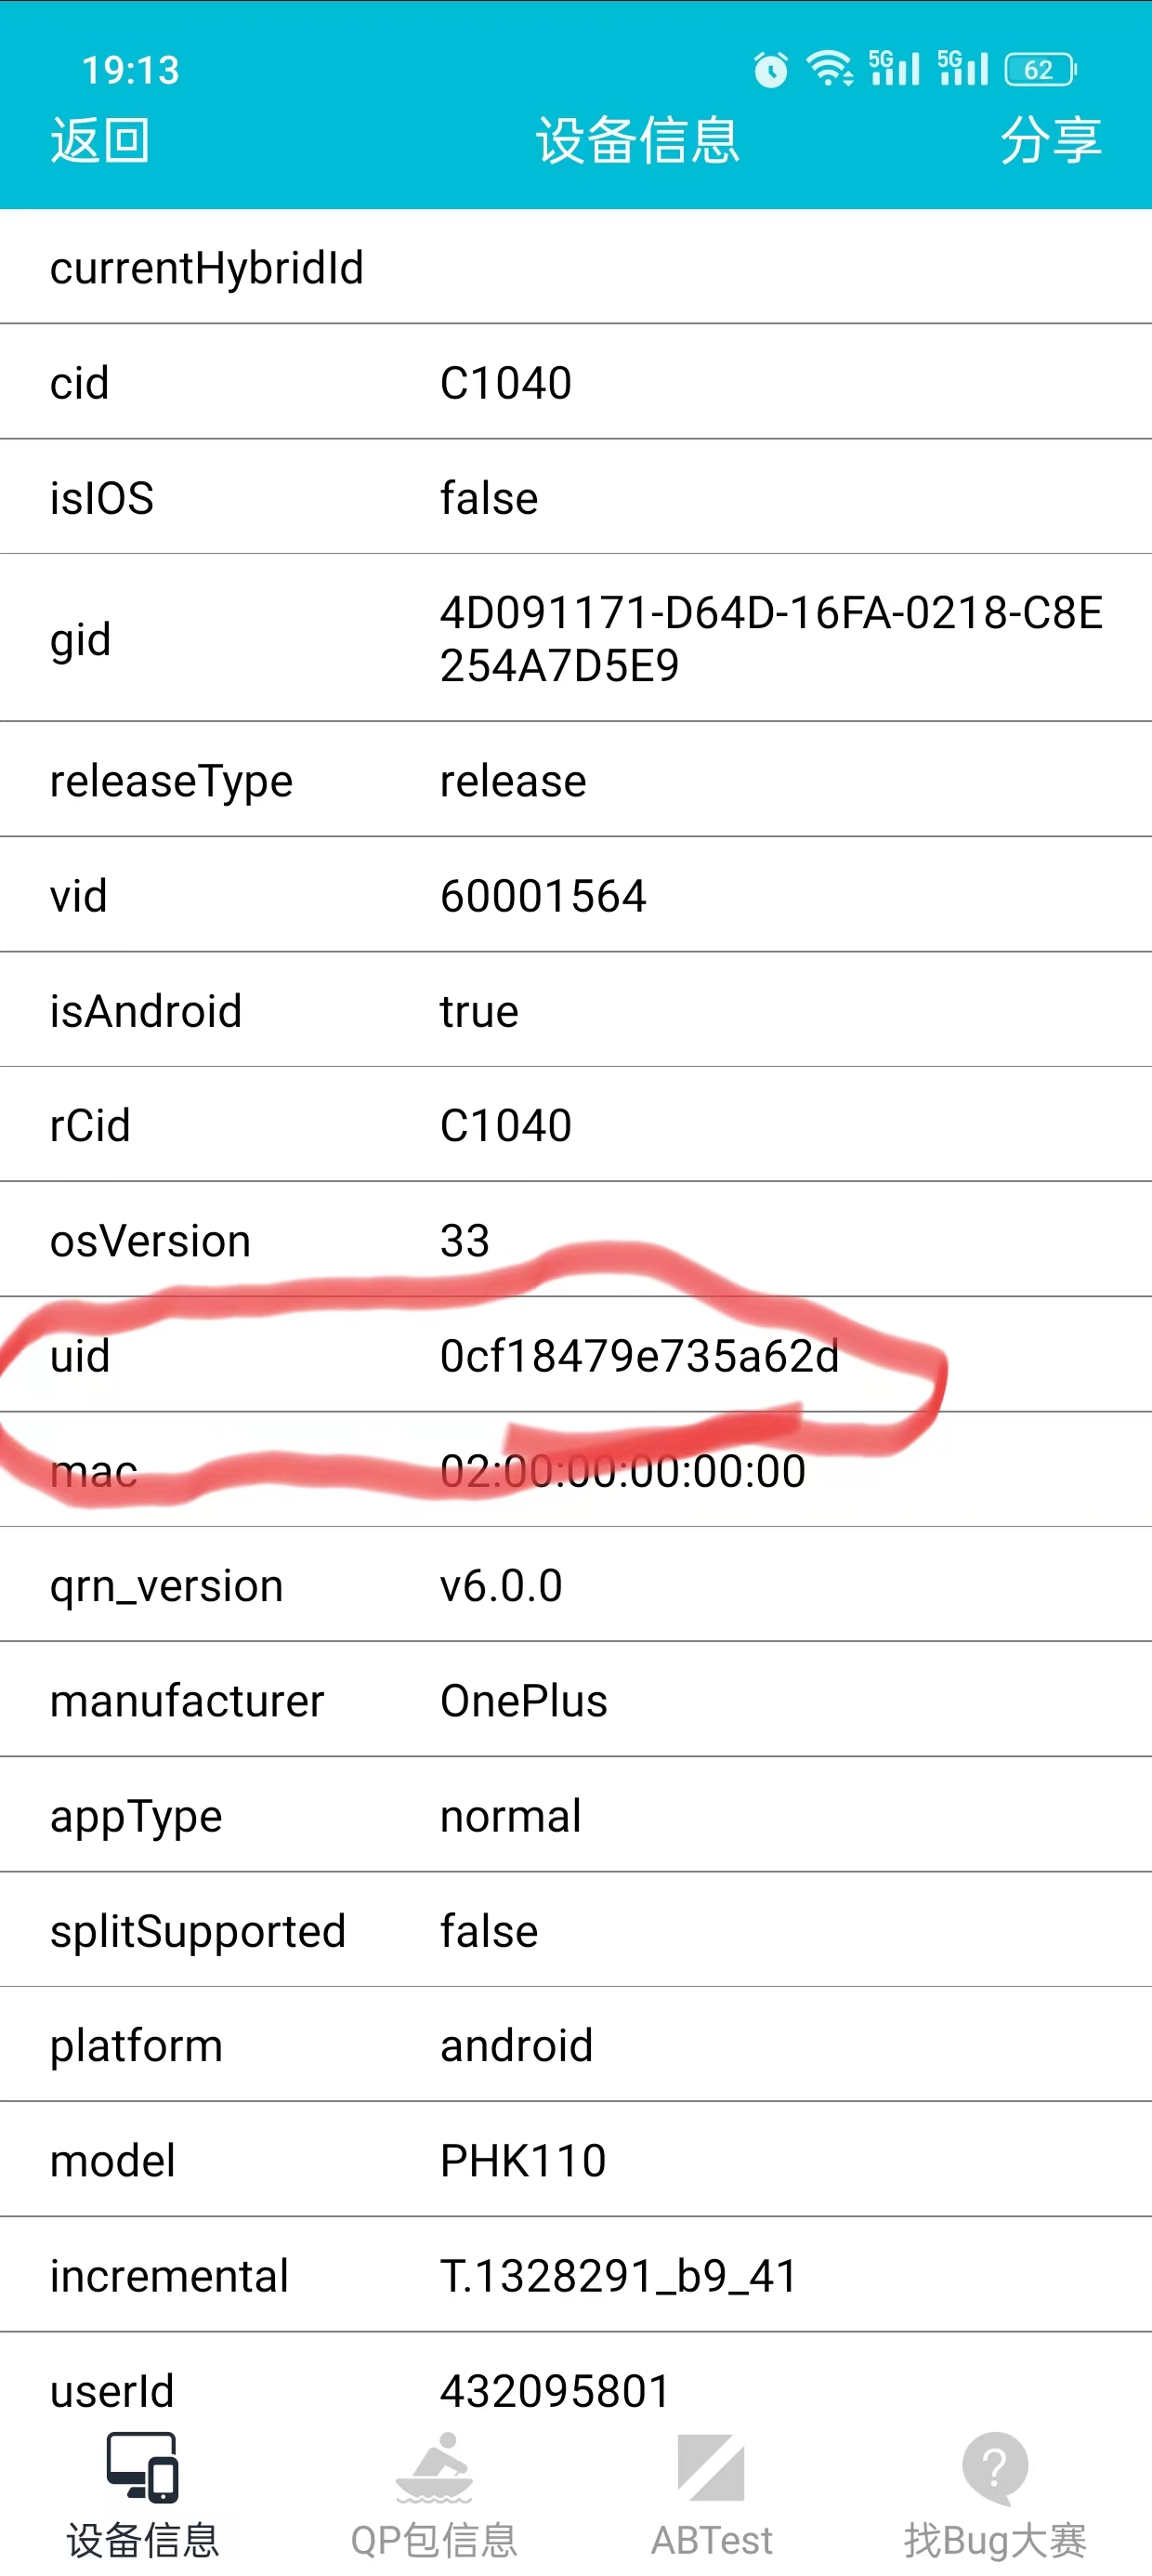 19:13
5G 5G 62
返回 设备信息 分享
currentHybridId
cid C1040
isIOS false
gid 4D091171-D64D-16FA-0218-C8E
254A7D5E9
releaseType release
vid 60001564
isAndroid true
rCid C1040
osVersion 33
uid 0cf18479e735a62d
mac 02:00:00:00:00:00
qrn_version v6.0.0
manufacturer OnePlus
appType normal
splitSupported false
platform android
model PHK110
incremental T.1328291_b9_41
userId 432095801
设备信息 QP包信息 ABTest 找Bug大赛